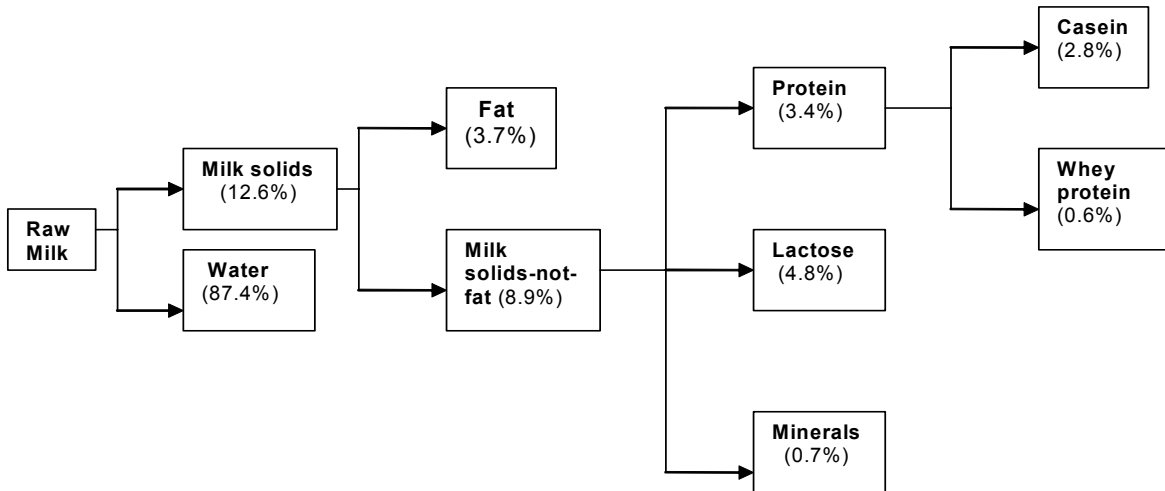 Raw
Milk
Milk solids
(12.6%)
Water
(87.4%)
Fat
(3.7%)
Milk
solids-not-
fat (8.9%)
Protein
(3.4%)
Lactose
(4.8%)
Minerals
(0.7%)
Casein
(2.8%)
Whey
protein
(0.6%)